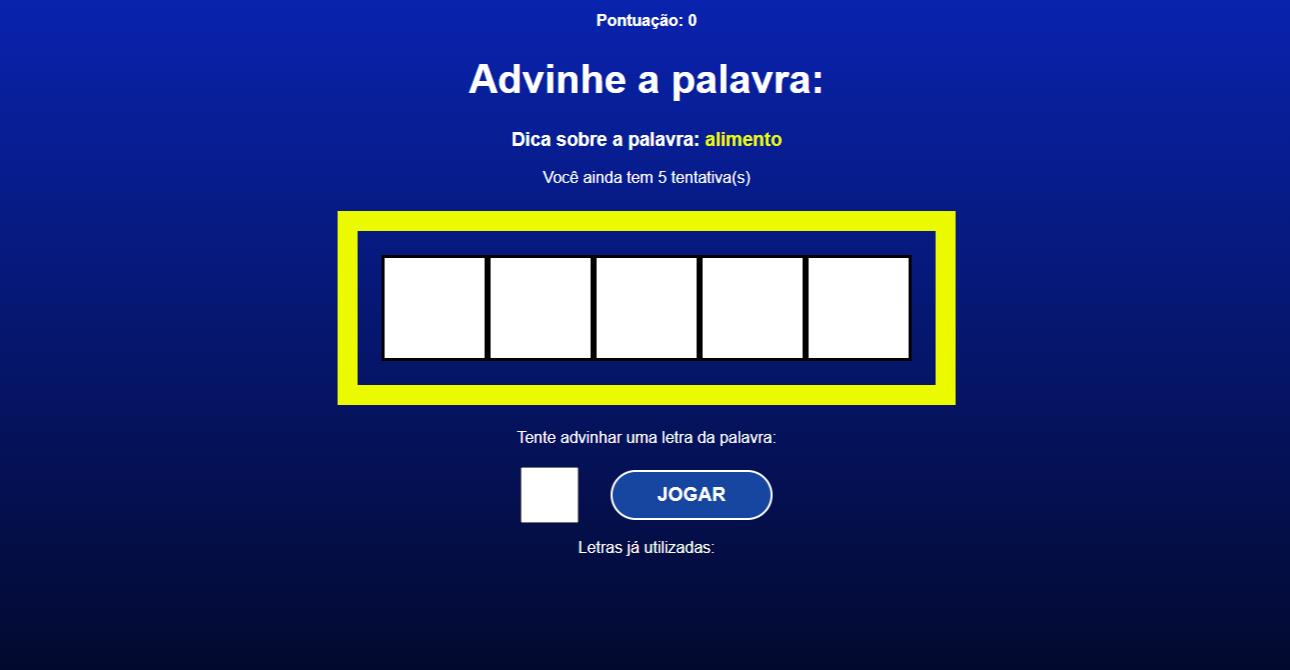 Pontuação: 0
Advinhe a palavra:
Dica sobre a palavra: alimento
Você ainda tem 5 tentativa(s)
Tente advinhar uma letra da palavra:
JOGAR
Letras já utilizadas: